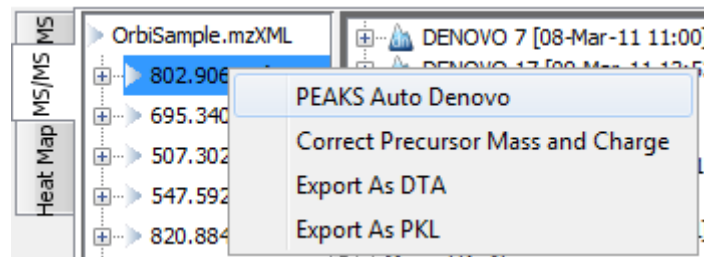 MS
MS/MS
Heat Map
OrbiSample.mzXML
802.906
695.340
507.302
547.592
820.884
DENOVO 7 [08-Mar-11 11:00]
PEAKS Auto Denovo
Correct Precursor Mass and Charge
Export As DTA
Export As PKL